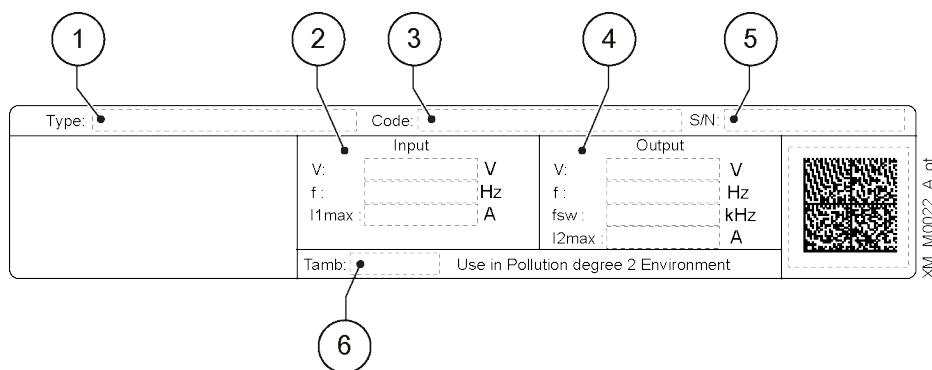 1
2
3
4
5
Type:
Code:
S/N:
Input
V: V
f : Hz
I1max : A
Output
V: V
f : Hz
fsw : kHz
I2max : A
Tamb:
Use in Pollution degree 2 Environment
6